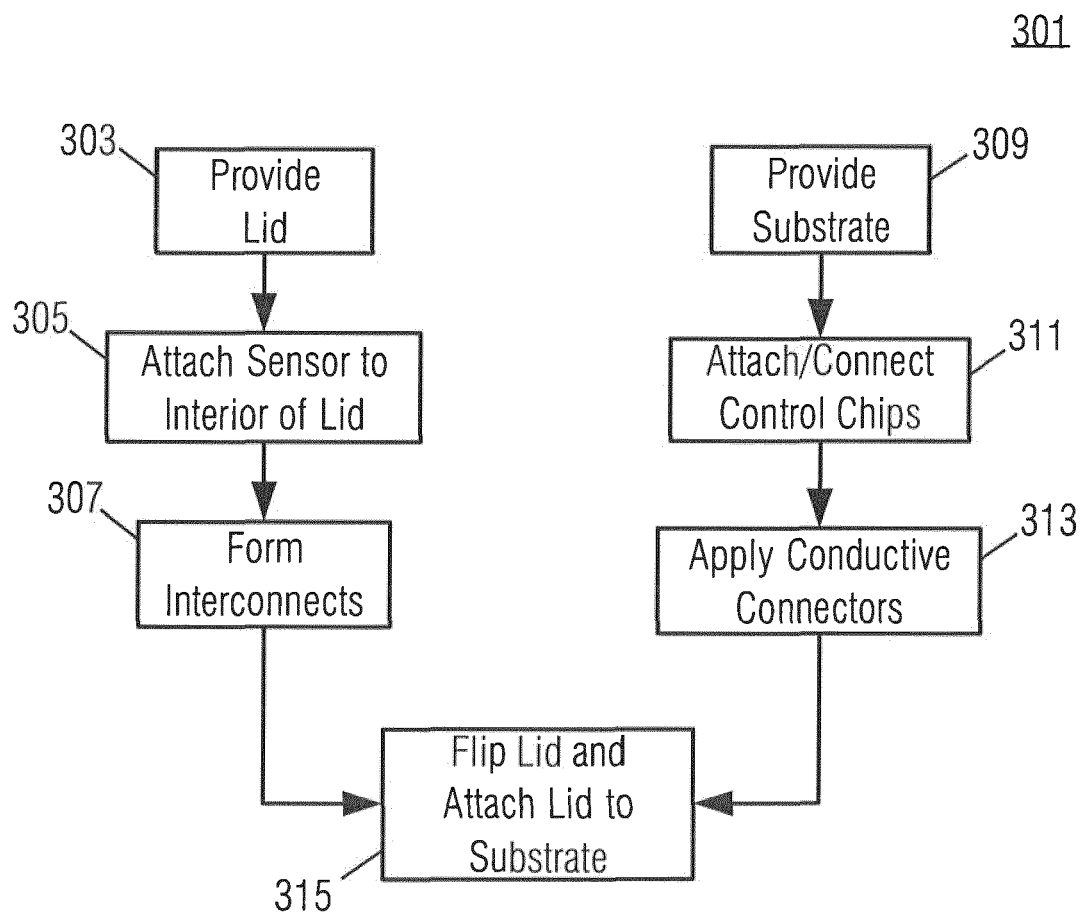 301
303
Provide
Lid
309
Provide
Substrate
305
Attach Sensor to
Interior of Lid
311
Attach/Connect
Control Chips
307
Form
Interconnects
313
Apply Conductive
Connectors
Flip Lid and
Attach Lid to
Substrate
315